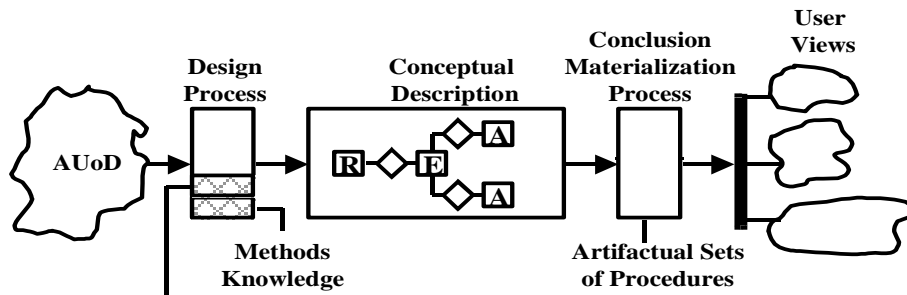 User
Views
Conclusion
Materialization
Process
Design
Process
Conceptual
Description
AUoD
R
E
A
A
Methods
Knowledge
Artifactual Sets
of Procedures